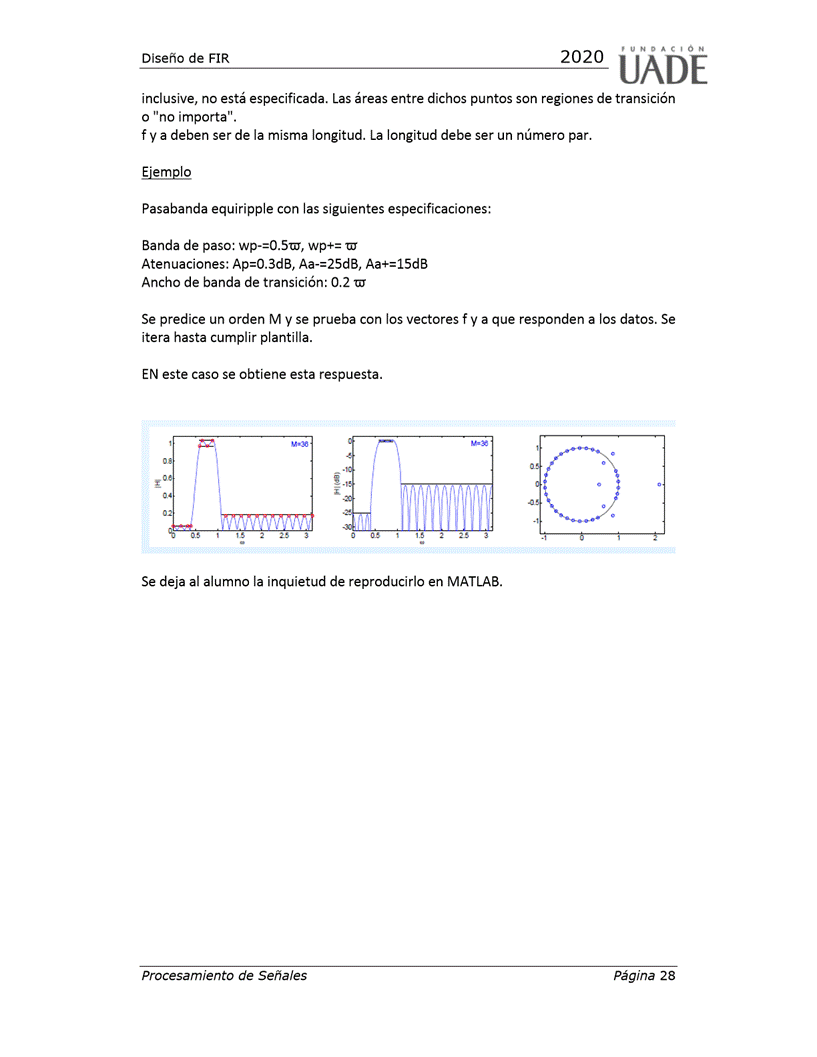 Diseño de FIR 2020 FUNDACIÓN
UADE
inclusive, no está especificada. Las áreas entre dichos puntos son regiones de transición
o "no importa".
f y a deben ser de la misma longitud. La longitud debe ser un número par.
Ejemplo
Pasabanda equiripple con las siguientes especificaciones:
Banda de paso: wp-=0.5ϖ, wp+= ϖ
Atenuaciones: Ap=0.3dB, Aa-=25dB, Aa+=15dB
Ancho de banda de transición: 0.2 ϖ
Se predice un orden M y se prueba con los vectores f y a que responden a los datos. Se
itera hasta cumplir plantilla.
EN este caso se obtiene esta respuesta.
M=36
1
0.8
0.6
0.4
0.2
0
|H|
0 0.5 1 1.5 2 2.5 3
ω
M=36
0
-5
-10
-15
-20
-25
-30
|H| (dB)
0 0.5 1 1.5 2 2.5 3
ω
1
0.5
0
-0.5
-1
-1 0 1 2
Se deja al alumno la inquietud de reproducirlo en MATLAB.
Procesamiento de Señales Página 28